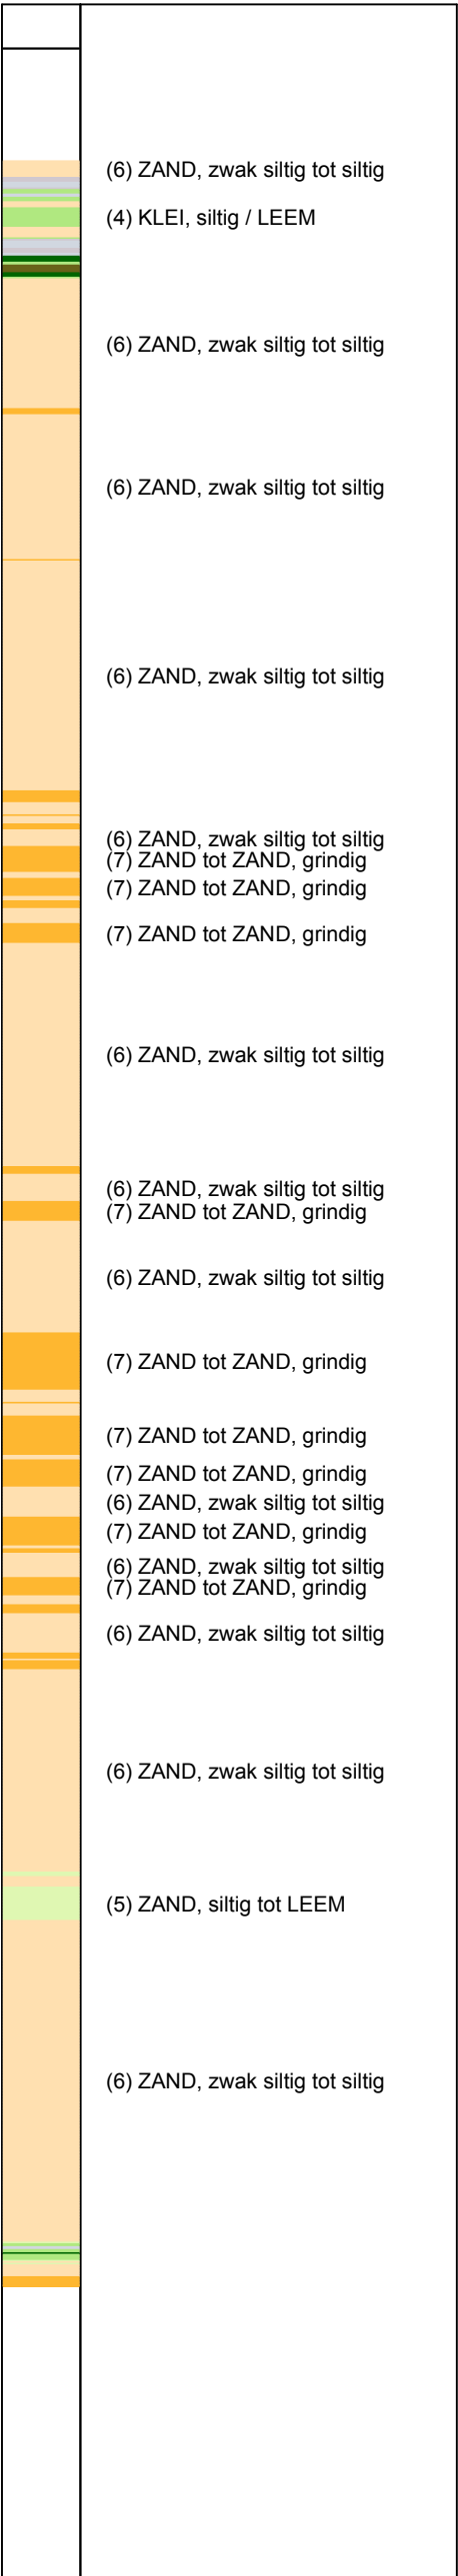 (6) ZAND, zwak siltig tot siltig
(4) KLEI, siltig / LEEM
(6) ZAND, zwak siltig tot siltig
(6) ZAND, zwak siltig tot siltig
(6) ZAND, zwak siltig tot siltig
(6) ZAND, zwak siltig tot siltig
(7) ZAND tot ZAND, grindig
(7) ZAND tot ZAND, grindig
(7) ZAND tot ZAND, grindig
(6) ZAND, zwak siltig tot siltig
(6) ZAND, zwak siltig tot siltig
(7) ZAND tot ZAND, grindig
(6) ZAND, zwak siltig tot siltig
(7) ZAND tot ZAND, grindig
(7) ZAND tot ZAND, grindig
(7) ZAND tot ZAND, grindig
(6) ZAND, zwak siltig tot siltig
(7) ZAND tot ZAND, grindig
(6) ZAND, zwak siltig tot siltig
(7) ZAND tot ZAND, grindig
(6) ZAND, zwak siltig tot siltig
(6) ZAND, zwak siltig tot siltig
(5) ZAND, siltig tot LEEM
(6) ZAND, zwak siltig tot siltig